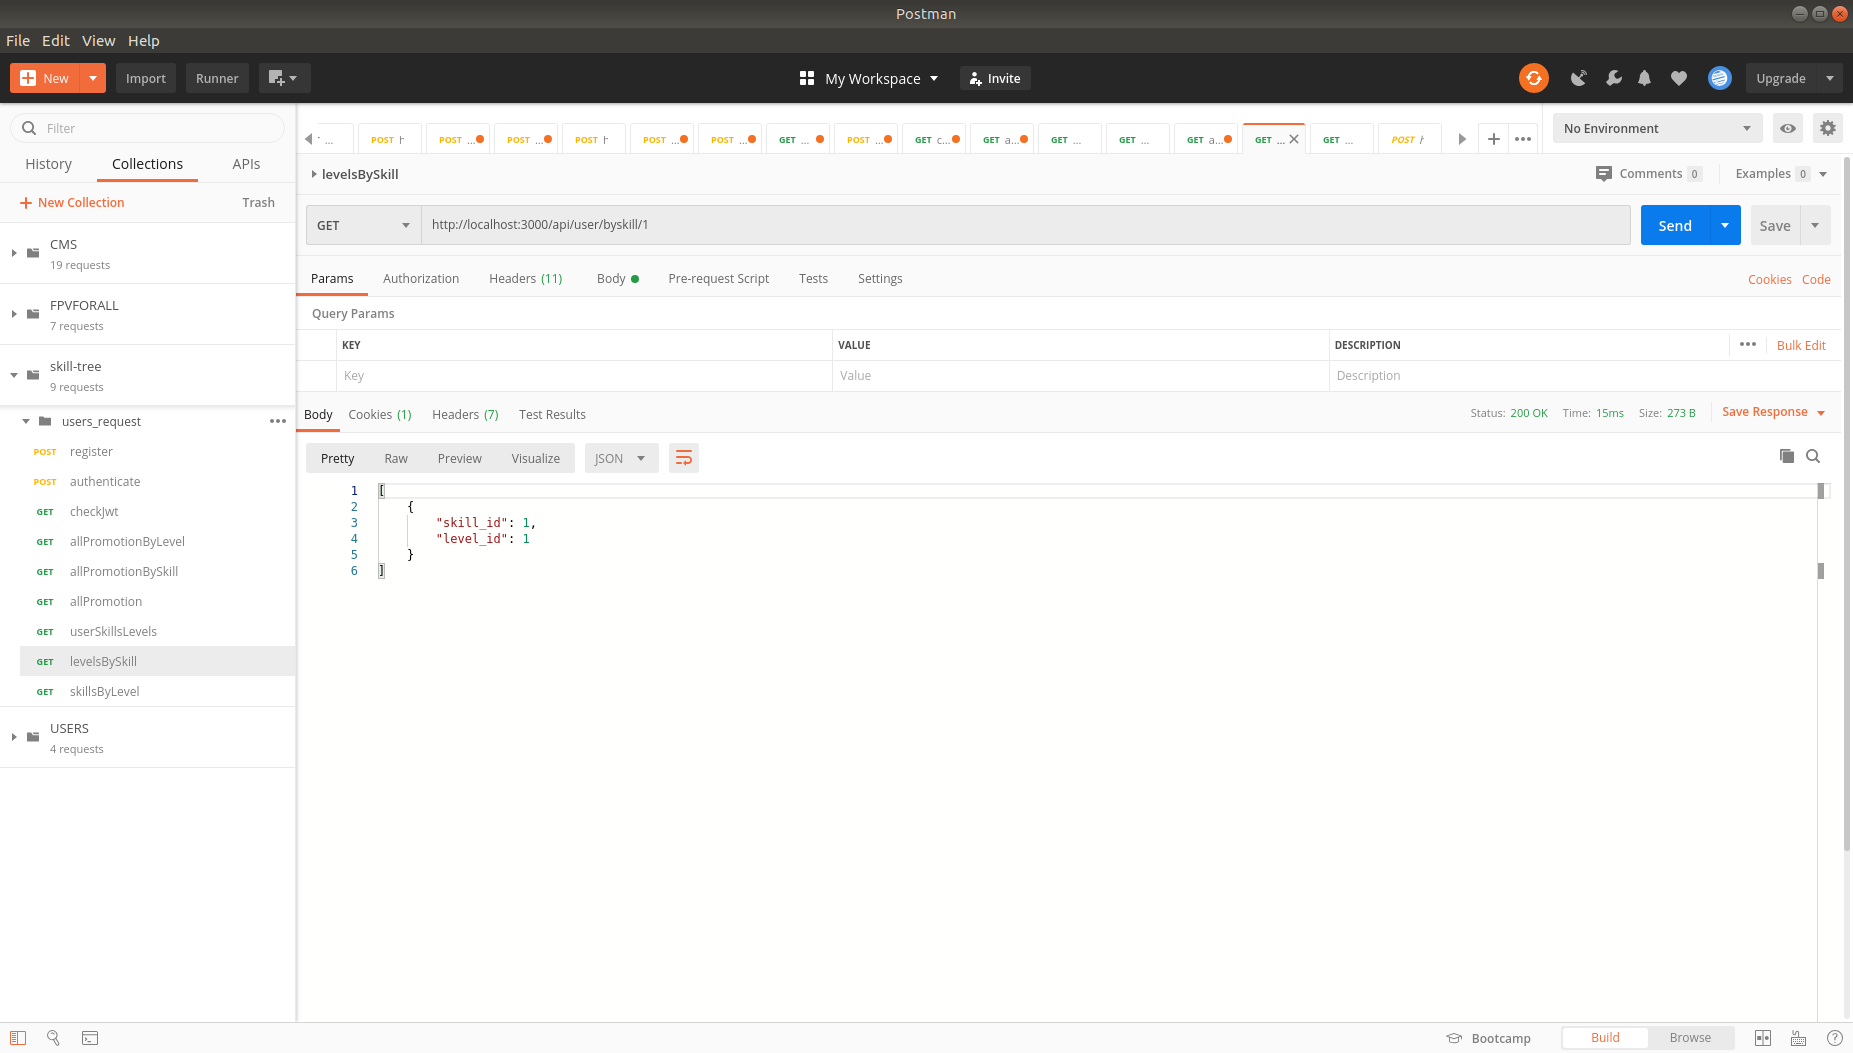 Postman
File Edit View Help
New Import Runner My Workspace Invite Upgrade
Filter
History Collections APIs
New Collection Trash
CMS
19 requests
FPVFORALL
7 requests
skill-tree
9 requests
users_request
POST register
POST authenticate
GET checkJwt
GET allPromotionByLevel
GET allPromotionBySkill
GET allPromotion
GET userSkillsLevels
GET levelsBySkill
GET skillsByLevel
USERS
4 requests
... POST POST ... POST ... POST POST ... POST ... GET ... POST ... GET c... GET a... GET ... GET ... GET a... GET ... GET ... POST
No Environment
levelsBySkill Comments 0 Examples 0
GET http://localhost:3000/api/user/byskill/1 Send Save
Params Authorization Headers (11) Body Pre-request Script Tests Settings Cookies Code
Query Params
KEY VALUE DESCRIPTION ••• Bulk Edit
Key Value Description
Body Cookies (1) Headers (7) Test Results Status: 200 OK Time: 15ms Size: 273 B Save Response
Pretty Raw Preview Visualize JSON
1 [
2 {
3 "skill_id": 1,
4 "level_id": 1
5 }
6 ]
Bootcamp Build Browse